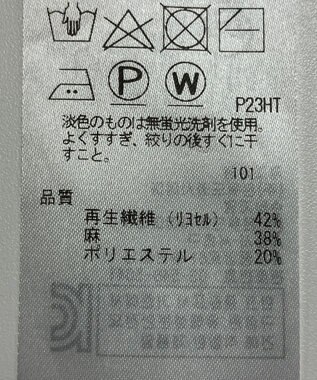 P W
P23HT
淡色のものは無蛍光洗剤を使用。
よくすすぎ、絞りの後すぐに干
すこと。
101
品質
再生繊維（リヨセル） 42%
麻 38%
ポリエステル 20%